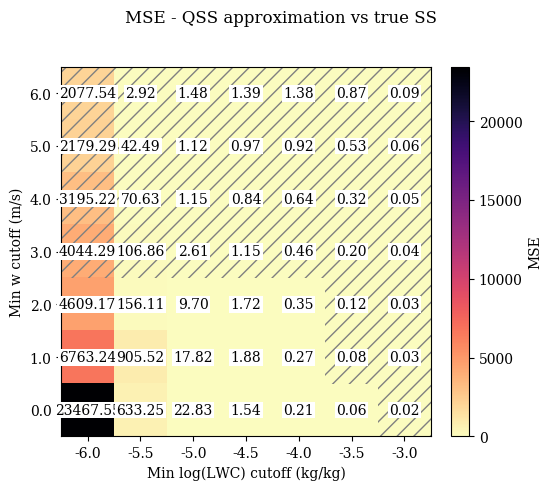 MSE - QSS approximation vs true SS
6.0 2077.54 2.92 1.48 1.39 1.38 0.87 0.09
5.0 2179.29 42.49 1.12 0.97 0.92 0.53 0.06
4.0 3195.22 70.63 1.15 0.84 0.64 0.32 0.05
3.0 4044.29 106.86 2.61 1.15 0.46 0.20 0.04
2.0 4609.17 156.11 9.70 1.72 0.35 0.12 0.03
1.0 6763.24 905.52 17.82 1.88 0.27 0.08 0.03
0.0 633.25 22.83 1.54 0.21 0.06 0.02
-6.0 -5.5 -5.0 -4.5 -4.0 -3.5 -3.0
Min log(LWC) cutoff (kg/kg)
Min w cutoff (m/s)
20000
15000
10000
5000
0
MSE